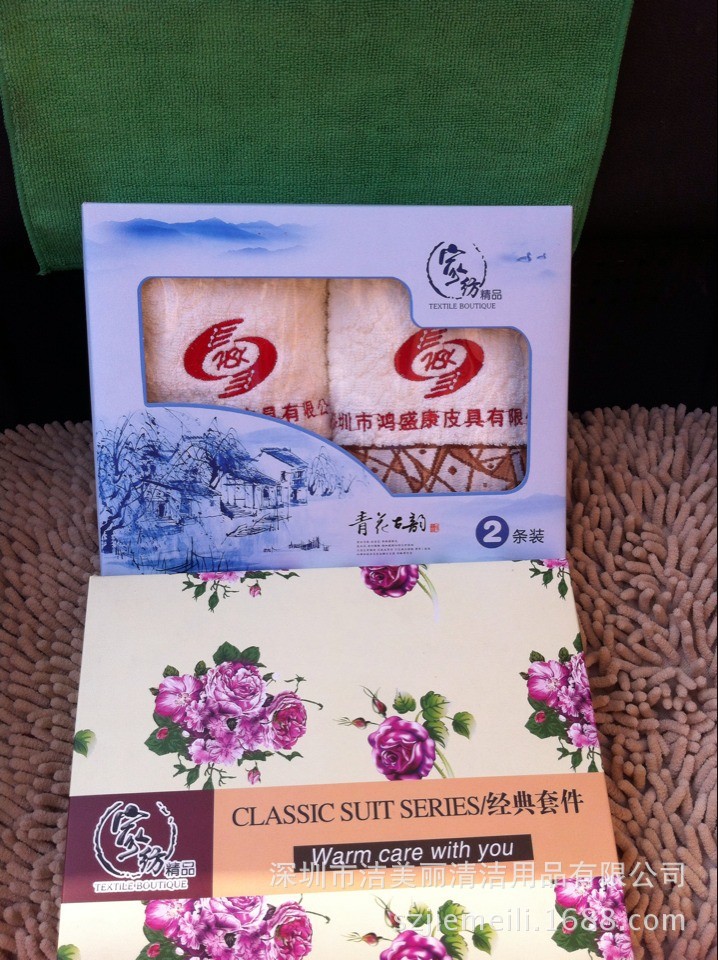 家纺精品
TEXTILE BOUTIQUE
具有限公
圳市鸿盛康皮具有限
青花古韵
2条装
CLASSIC SUIT SERIES/经典套件
Warm care with you
家纺精品
TEXTILE·BOUTIQUE
深圳市洁美丽清洁用品有限公司
szjiemeili.1688.com